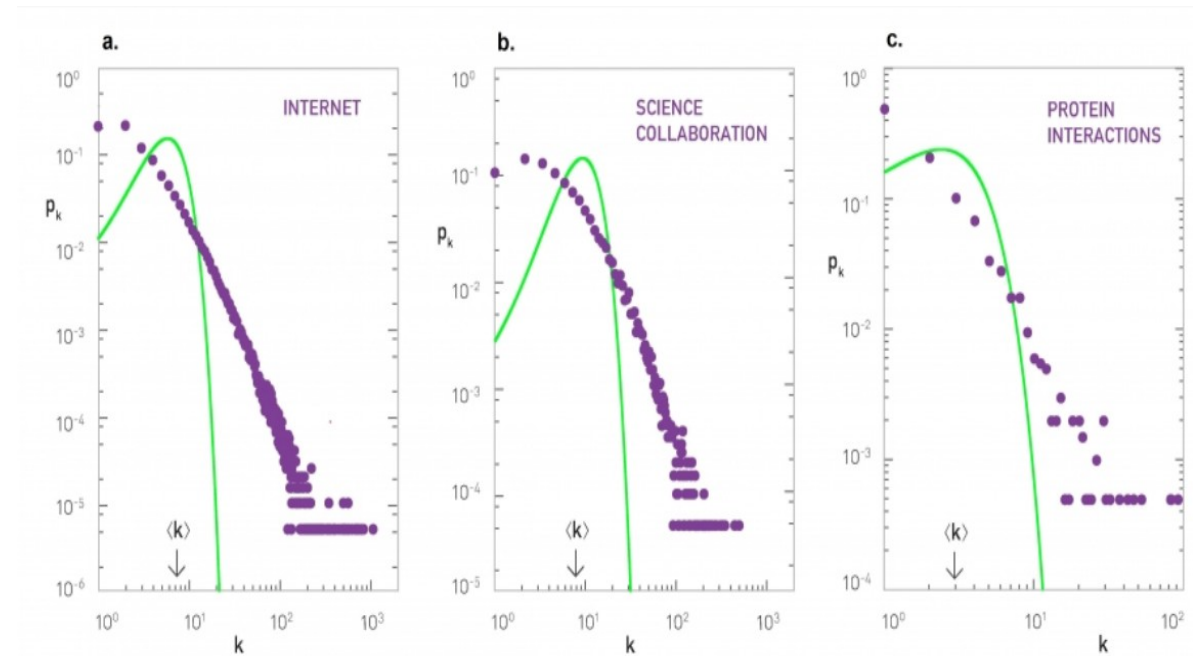 a.
10⁰
10⁻¹
10⁻²
10⁻³
10⁻⁴
10⁻⁵
10⁻⁶
pₖ
INTERNET
⟨k⟩
10⁰ 10¹ 10² 10³
k
b.
10⁰
10⁻¹
10⁻²
10⁻³
10⁻⁴
10⁻⁵
pₖ
SCIENCE
COLLABORATION
⟨k⟩
10⁰ 10¹ 10² 10³
k
c.
10⁰
10⁻¹
10⁻²
10⁻³
10⁻⁴
pₖ
PROTEIN
INTERACTIONS
⟨k⟩
10⁰ 10¹ 10²
k